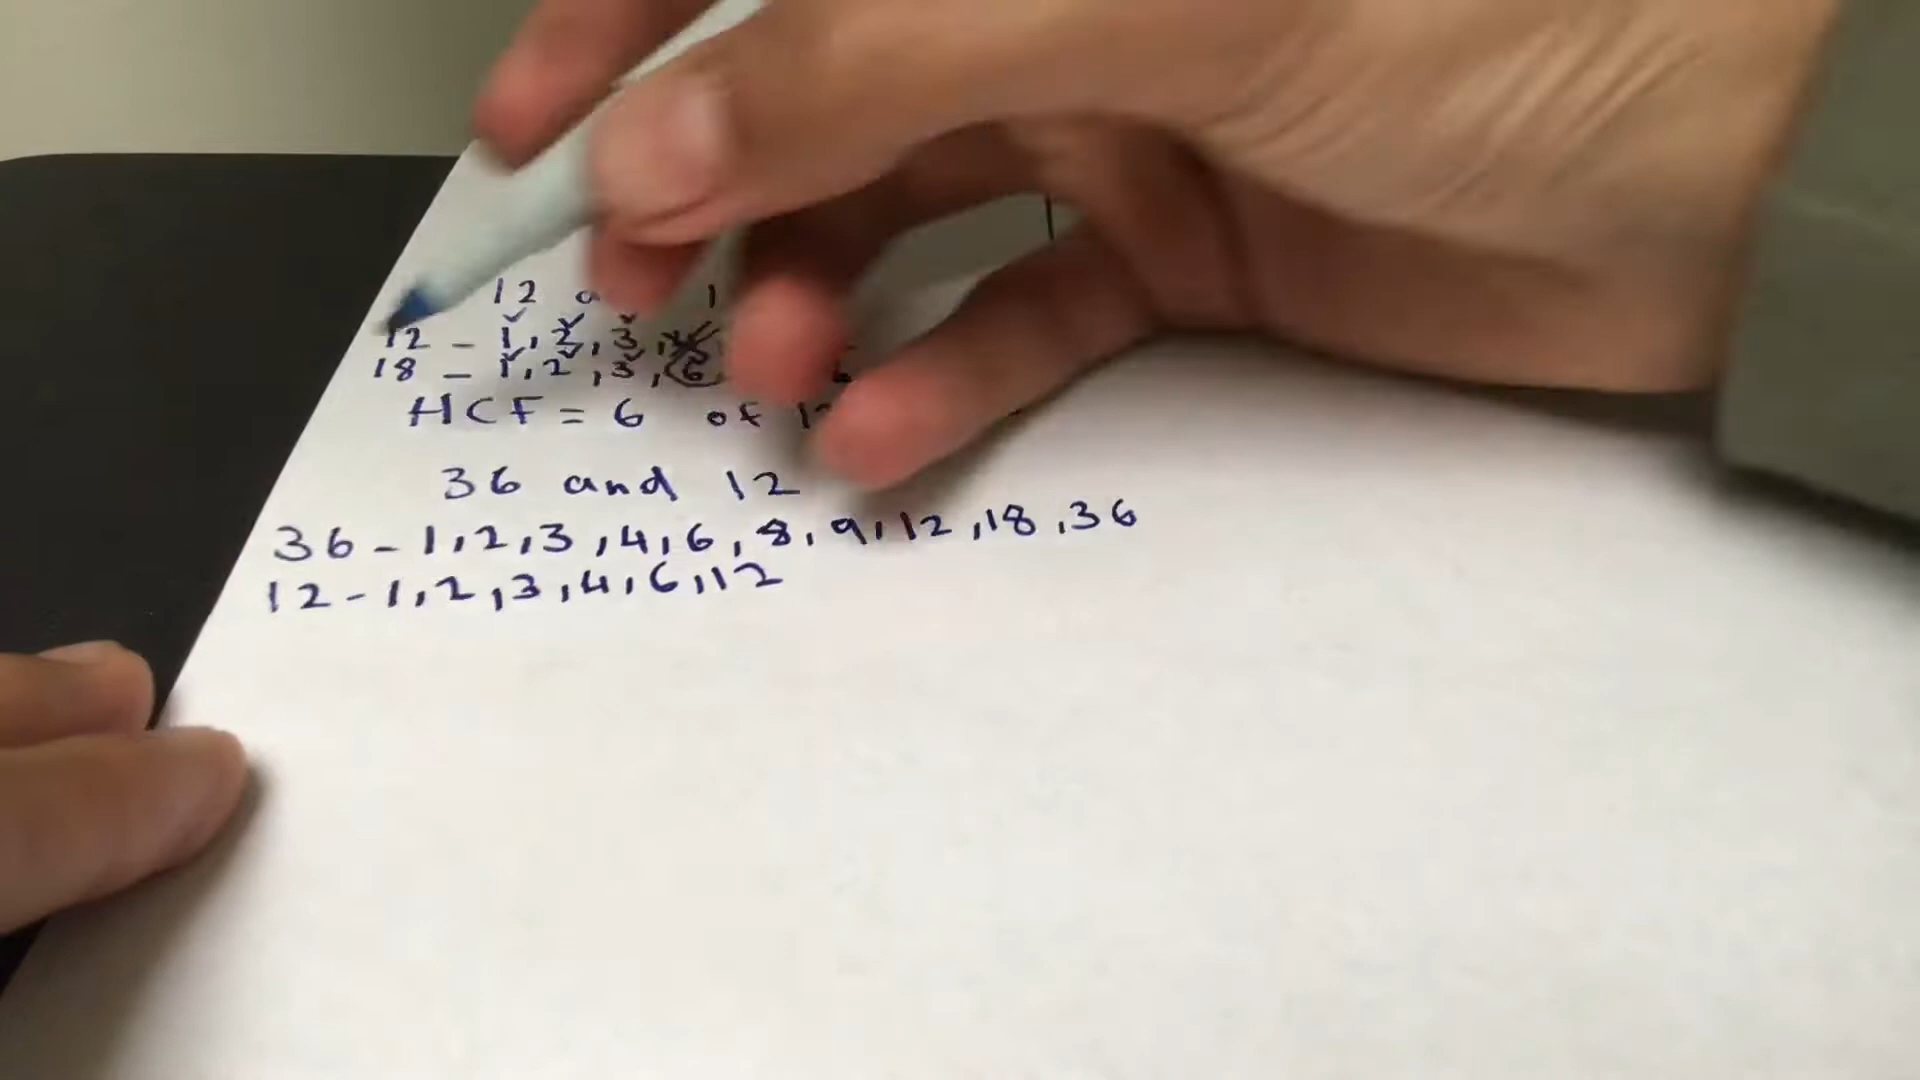 12
12 - 1, 2, 3,
18 - 1, 2, 3, 6
HCF = 6 of
36 and 12
36 - 1, 2, 3, 4, 6, 8, 9, 12, 18, 36
12 - 1, 2, 3, 4, 6, 12